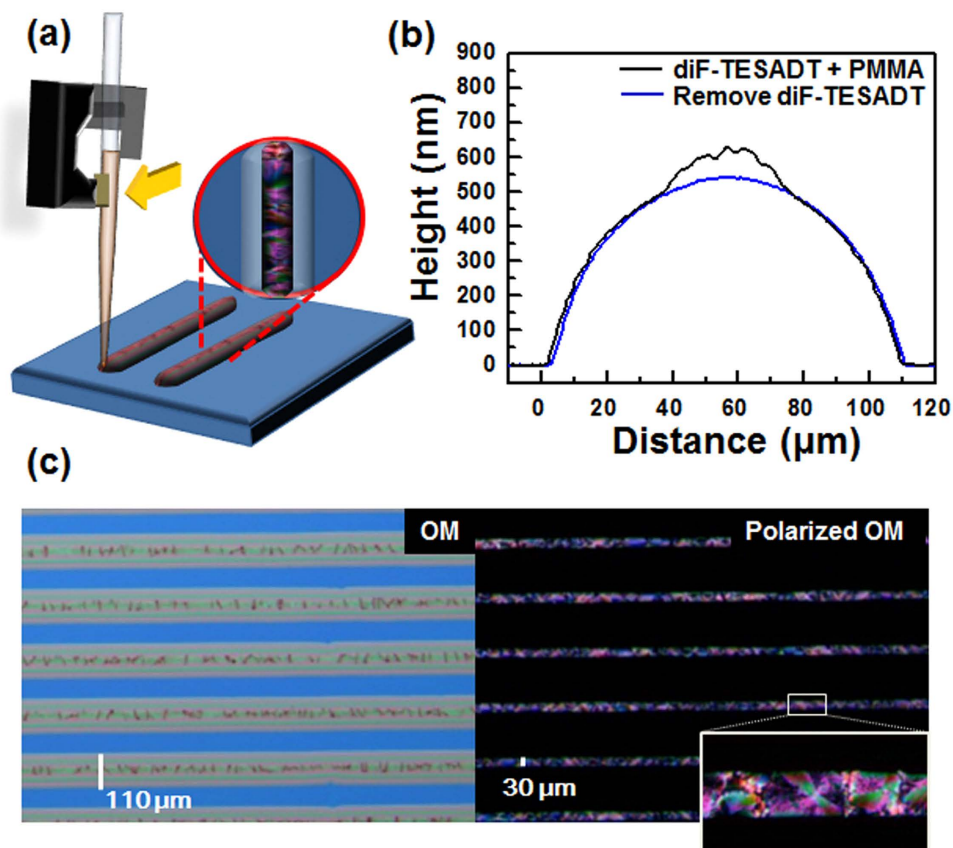 (a)
(b)
900
800
700
600
500
400
300
200
100
0
Height (nm)
diF-TESADT + PMMA
Remove diF-TESADT
0 20 40 60 80 100 120
Distance (µm)
(c)
OM
Polarized OM
110 µm
30 µm